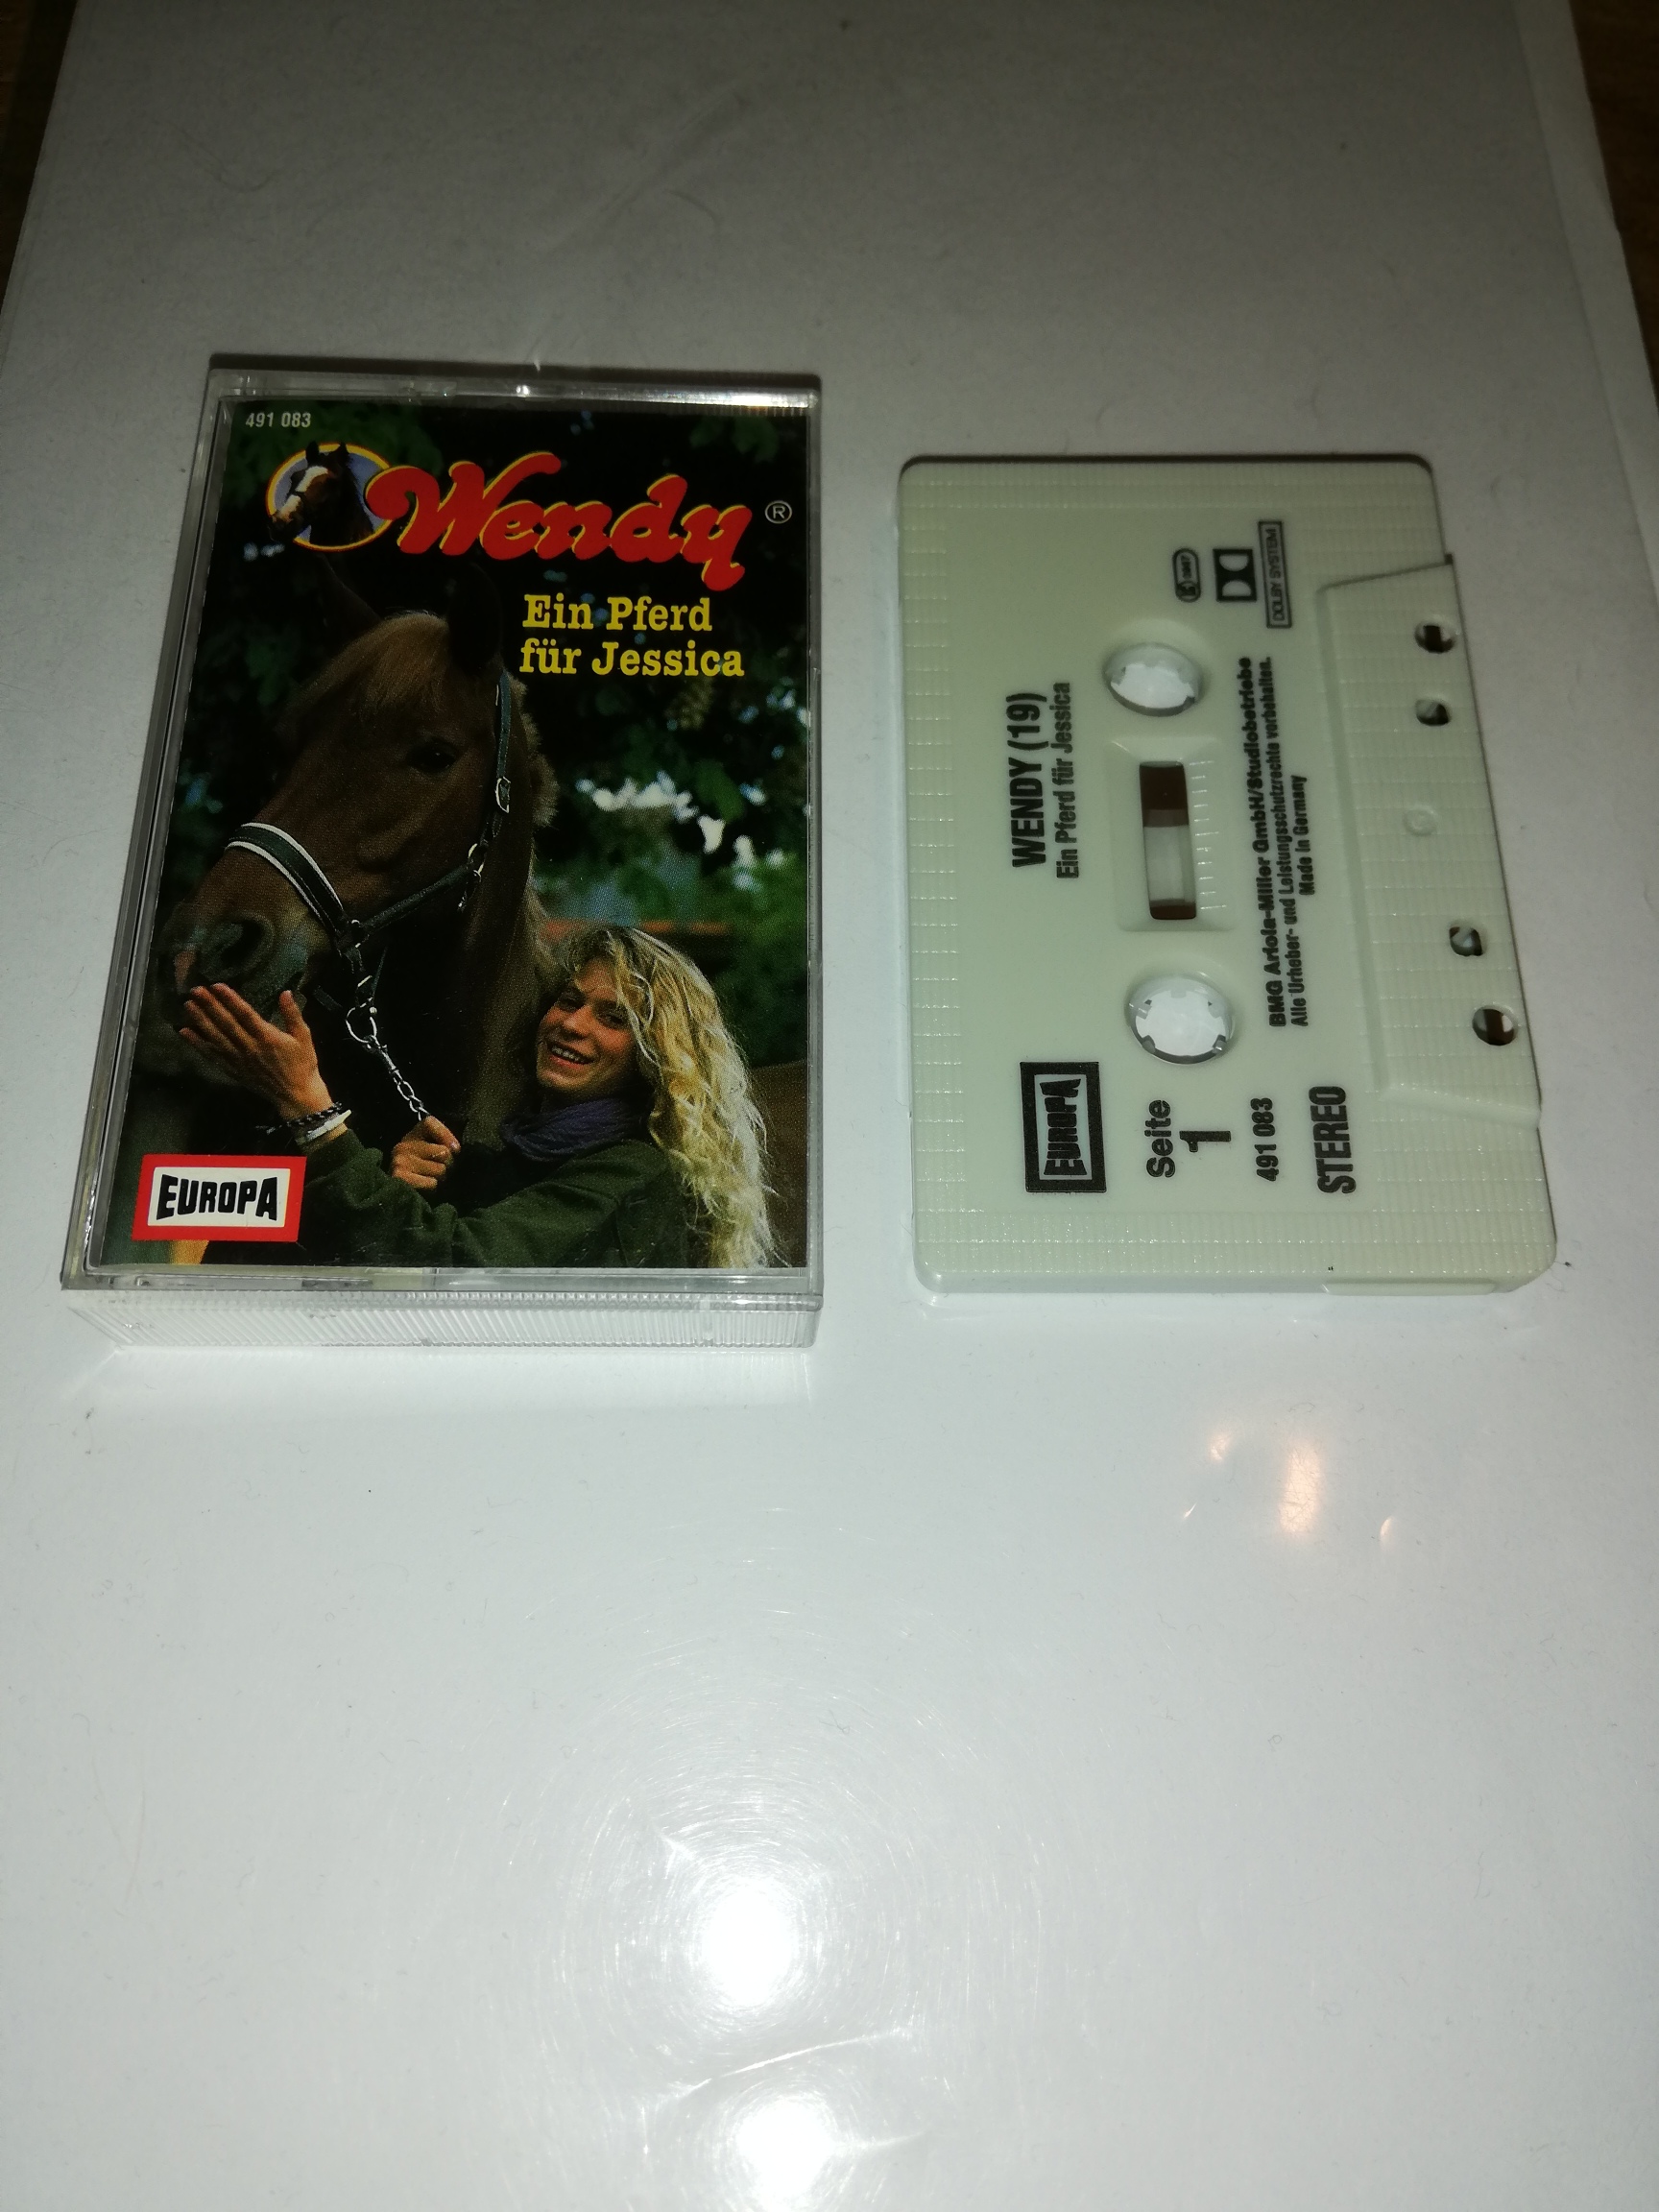 491 083
Wendy®
Ein Pferd
für Jessica
EUROPA
WENDY (19)
Ein Pferd für Jessica
EUROPA
Seite
1
491 083
STEREO
BMG Ariola-Miller GmbH/Studiobetriebe
Alle Urheber- und Leistungsschutzrechte vorbehalten.
Made in Germany
DOLBY SYSTEM